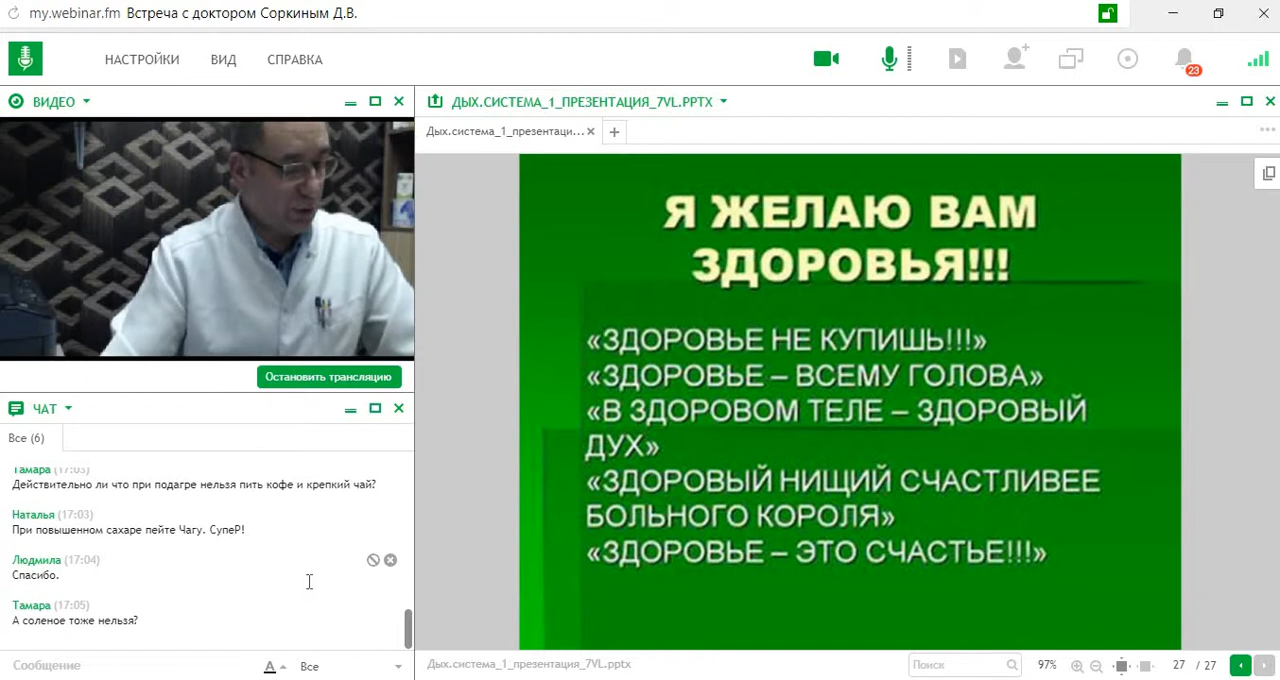 my.webinar.fm Встреча с доктором Соркиным Д.В.
НАСТРОЙКИ ВИД СПРАВКА
23
ВИДЕО
ДЫХ.СИСТЕМА_1_ПРЕЗЕНТАЦИЯ_7VL.PPTX
Дых.система_1_презентаци...
Я ЖЕЛАЮ ВАМ
ЗДОРОВЬЯ!!!
«ЗДОРОВЬЕ НЕ КУПИШЬ!!!»
«ЗДОРОВЬЕ – ВСЕМУ ГОЛОВА»
«В ЗДОРОВОМ ТЕЛЕ – ЗДОРОВЫЙ
ДУХ»
«ЗДОРОВЫЙ НИЩИЙ СЧАСТЛИВЕЕ
БОЛЬНОГО КОРОЛЯ»
«ЗДОРОВЬЕ – ЭТО СЧАСТЬЕ!!!»
Остановить трансляцию
ЧАТ
Все (6)
Тамара (17:03)
Действительно ли что при подагре нельзя пить кофе и крепкий чай?
Наталья (17:03)
При повышенном сахаре пейте Чагу. СупеР!
Людмила (17:04)
Спасибо.
Тамара (17:05)
А соленое тоже нельзя?
Сообщение A Все
Дых.система_1_презентация_7VL.pptx Поиск 97% 27 / 27